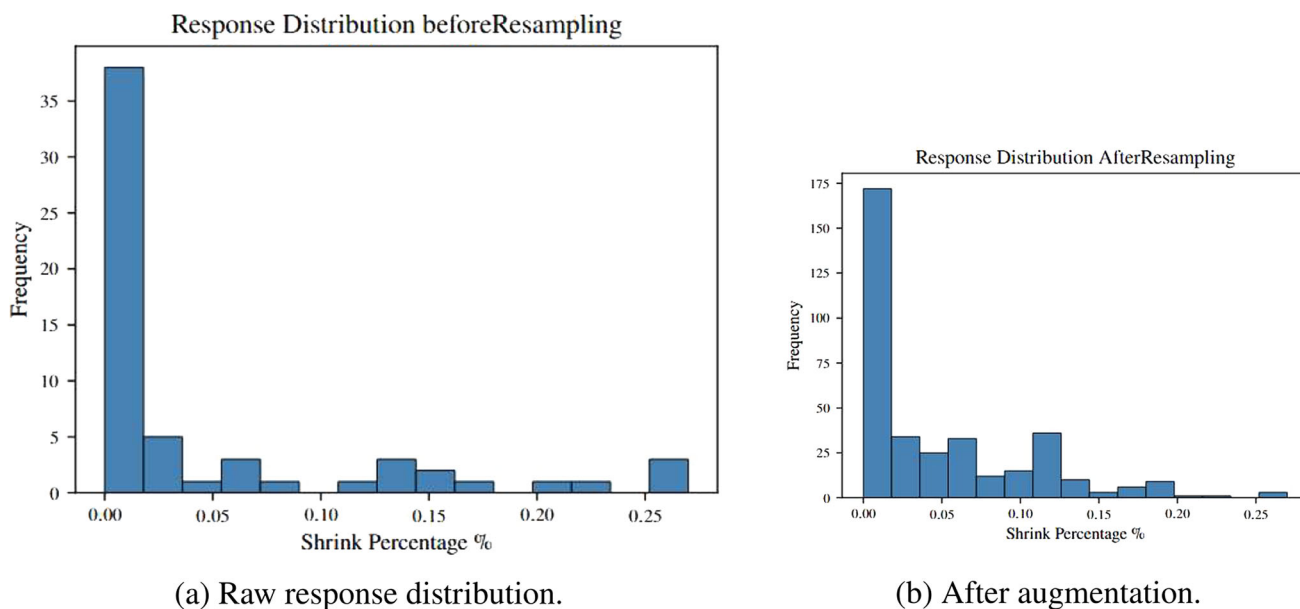 Response Distribution beforeResampling
35
30
25
20
15
10
5
0
Frequency
0.00 0.05 0.10 0.15 0.20 0.25
Shrink Percentage %
(a) Raw response distribution.
Response Distribution AfterResampling
175
150
125
100
75
50
25
0
Frequency
0.00 0.05 0.10 0.15 0.20 0.25
Shrink Percentage %
(b) After augmentation.